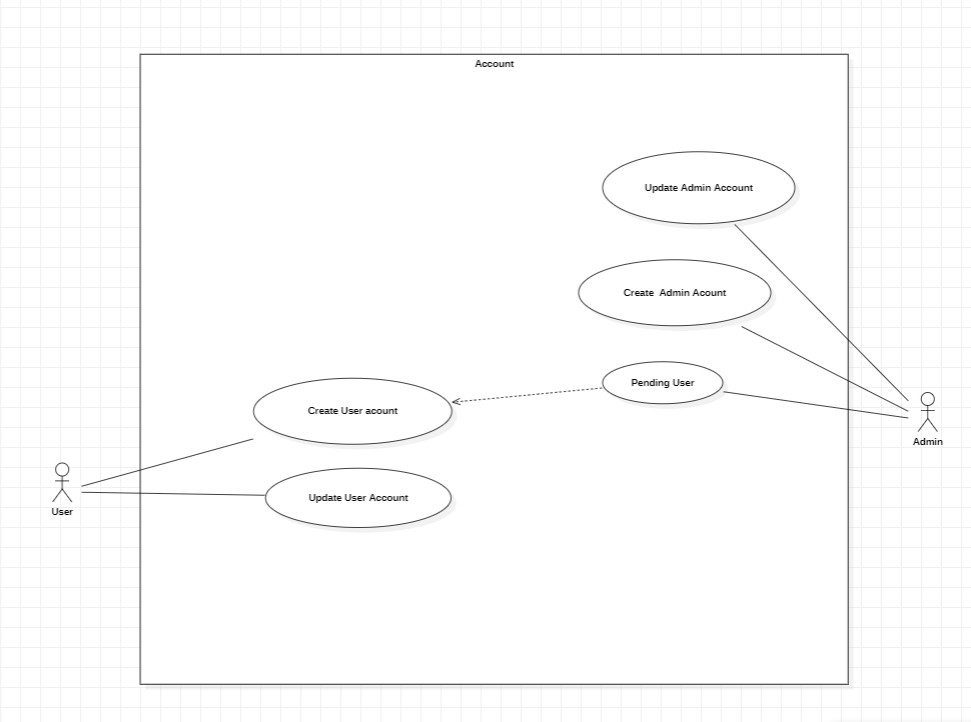 Account
Update Admin Account
Create  Admin Acount
Pending User
Create User acount
Admin
Update User Account
User